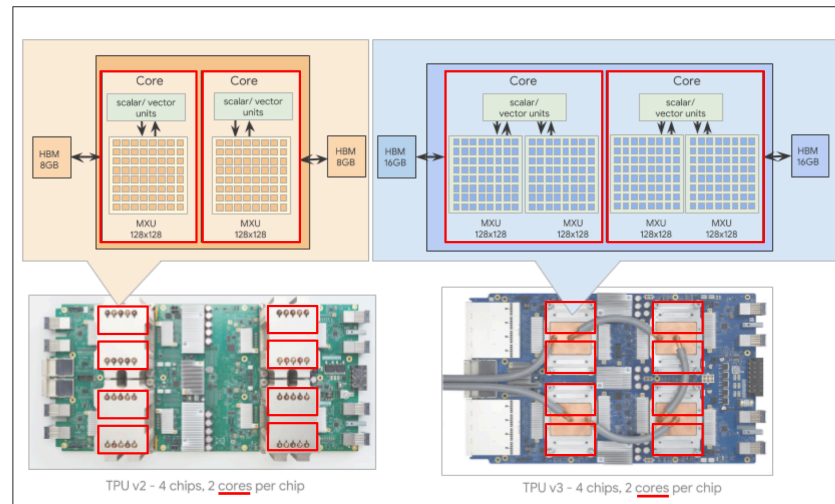 Core
scalar/ vector
units
MXU
128x128
Core
scalar/ vector
units
MXU
128x128
HBM
8GB
HBM
8GB
Core
scalar/
vector units
MXU
128x128
MXU
128x128
Core
scalar/
vector units
MXU
128x128
MXU
128x128
HBM
16GB
HBM
16GB
TPU v2 - 4 chips, 2 cores per chip
TPU v3 - 4 chips, 2 cores per chip